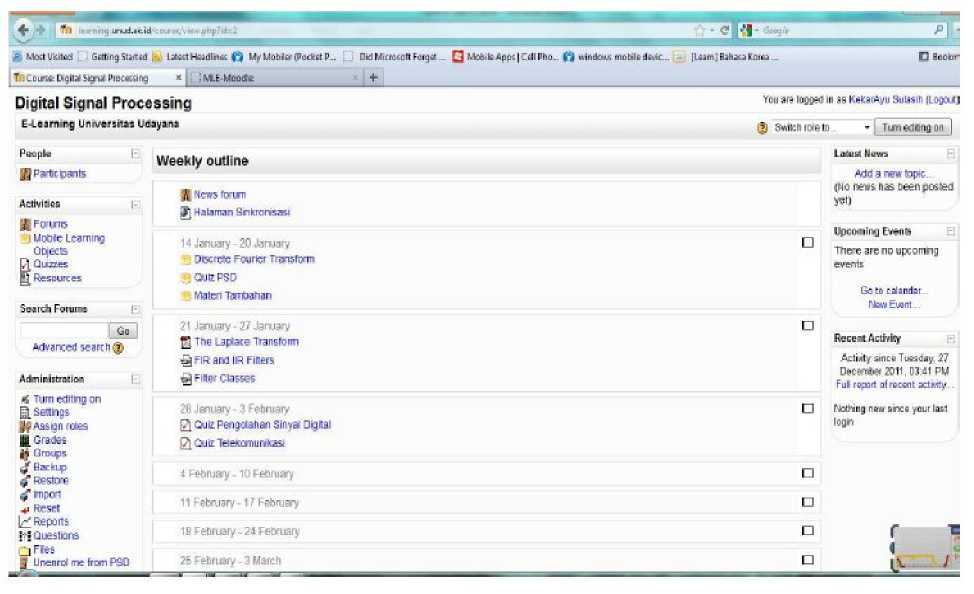 learning.unud.ac.id/course/view.php?id=2
Google
Most Visited Getting Started Latest Headlines My Mobiler (Pocket P... Did Microsoft Forget ... Mobile Apps | Cell Pho... windows mobile devic... [Learn] Bahasa Korea ...
Course: Digital Signal Processing × MLE-Moodle × +
Digital Signal Processing
You are logged in as KekarAyu Sulasih (Logout)
E-Learning Universitas Udayana
Switch role to... Turn editing on
People
Participants
Activities
Forums
Mobile Learning
Objects
Quizzes
Resources
Search Forums
Go
Advanced search
Administration
Turn editing on
Settings
Assign roles
Grades
Groups
Backup
Restore
Import
Reset
Reports
Questions
Files
Unenrol me from PSD
Weekly outline
News forum
Halaman Sinkronisasi
14 January - 20 January
Discrete Fourier Transform
Quiz PSD
Materi Tambahan
21 January - 27 January
The Laplace Transform
FIR and IIR Filters
Filter Classes
28 January - 3 February
Quiz Pengolahan Sinyal Digital
Quiz Telekomunikasi
4 February - 10 February
11 February - 17 February
18 February - 24 February
25 February - 3 March
Latest News
Add a new topic...
(No news has been posted
yet)
Upcoming Events
There are no upcoming
events
Go to calendar...
New Event...
Recent Activity
Activity since Tuesday, 27
December 2011, 03:41 PM
Full report of recent activity...
Nothing new since your last
login